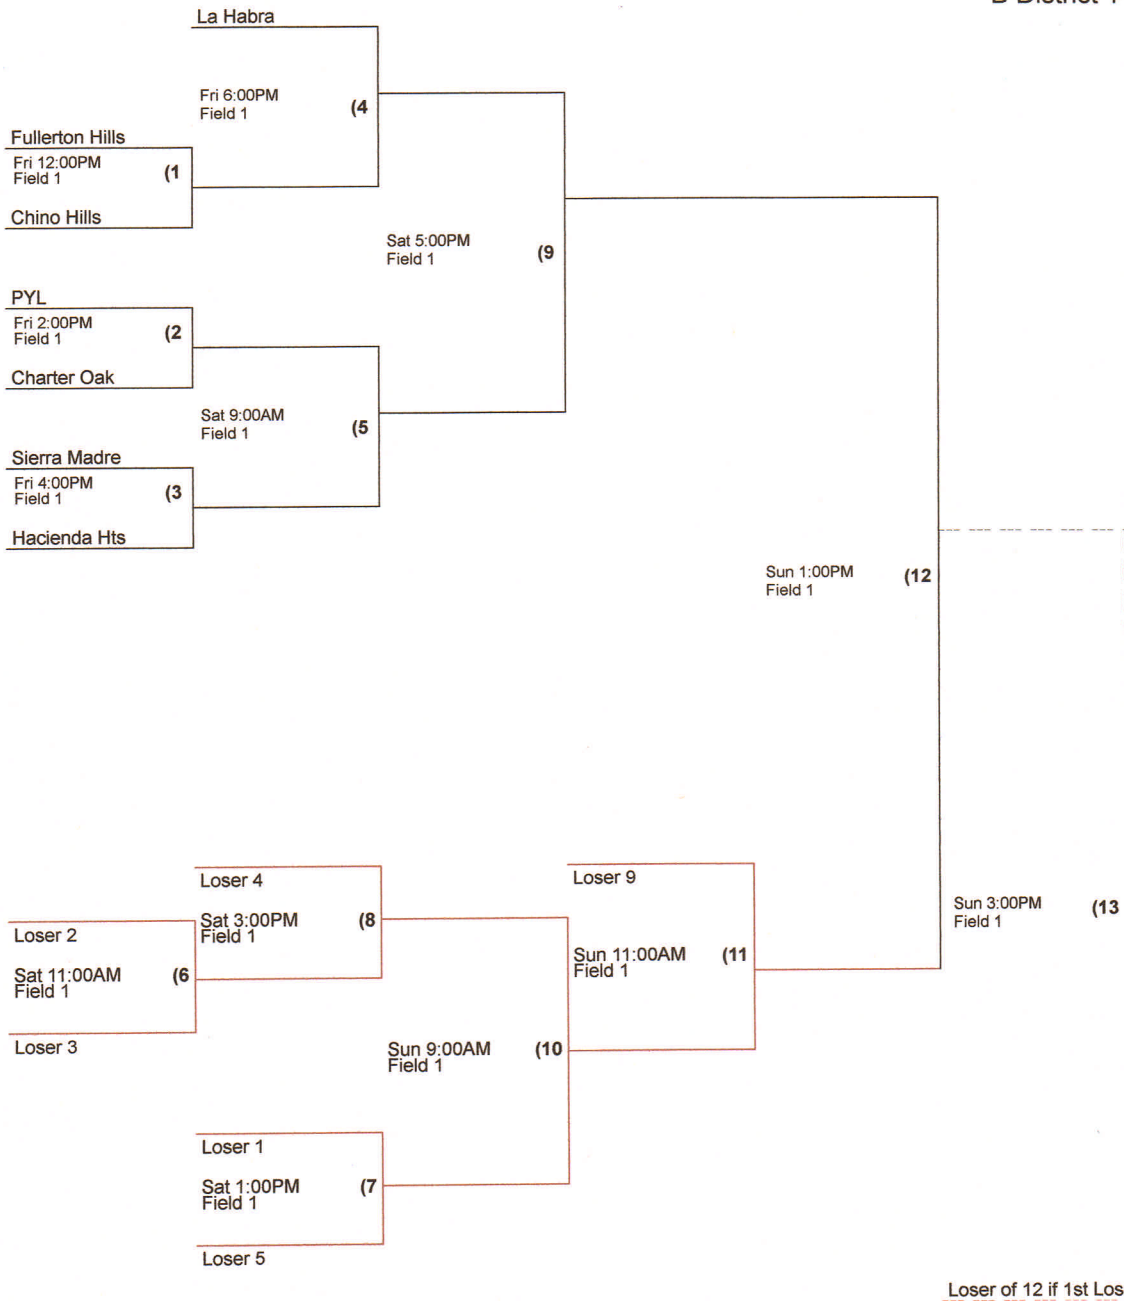 La Habra
Fri 6:00PM
Field 1
(4
Fullerton Hills
Fri 12:00PM
Field 1
(1
Chino Hills
Sat 5:00PM
Field 1
(9
PYL
Fri 2:00PM
Field 1
(2
Charter Oak
Sat 9:00AM
Field 1
(5
Sierra Madre
Fri 4:00PM
Field 1
(3
Hacienda Hts
Sun 1:00PM
Field 1
(12
Loser 4
Loser 9
Sat 3:00PM
Field 1
(8
Sun 3:00PM
Field 1
(13
Loser 2
Sat 11:00AM
Field 1
(6
Sun 11:00AM
Field 1
(11
Loser 3
Sun 9:00AM
Field 1
(10
Loser 1
Sat 1:00PM
Field 1
(7
Loser 5
Loser of 12 if 1st Los